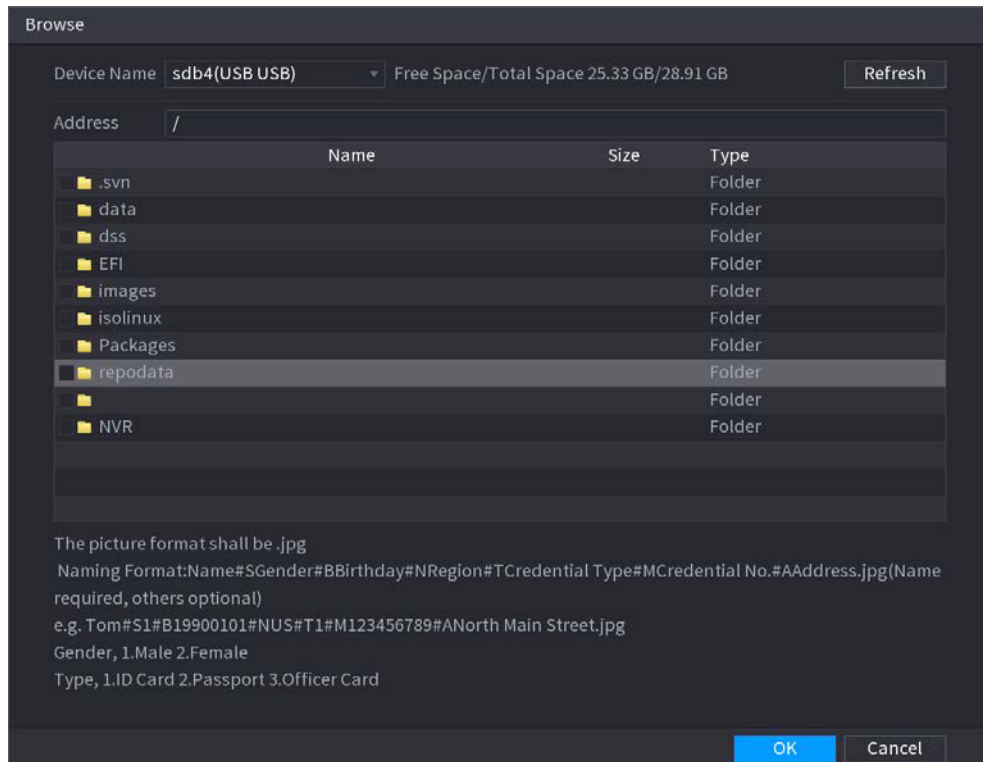 Browse
Device Name sdb4(USB USB) Free Space/Total Space 25.33 GB/28.91 GB Refresh
Address /
Name Size Type
.svn Folder
data Folder
dss Folder
EFI Folder
images Folder
isolinux Folder
Packages Folder
repodata Folder
Folder
NVR Folder
The picture format shall be .jpg
Naming Format:Name#SGender#BBirthday#NRegion#TCredential Type#MCredential No.#AAddress.jpg(Name
required, others optional)
e.g. Tom#S1#B19900101#NUS#T1#M123456789#ANorth Main Street.jpg
Gender, 1.Male 2.Female
Type, 1.ID Card 2.Passport 3.Officer Card
OK Cancel